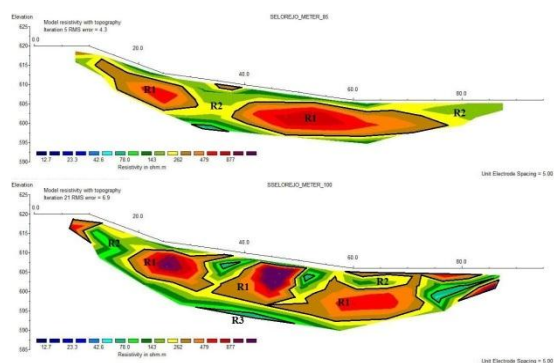 Elevation
SELOREJO_METER_85
Model resistivity with topography
Iteration 5 RMS error = 4.3
625
0.0
620
20.0
615
610
R1
40.0
605
R2
60.0
80.0
600
R1
R2
595
590
12.7 23.3 42.6 78.0 143 262 479 877
Resistivity in ohm.m
Unit Electrode Spacing = 5.00
Elevation
SSELOREJO_METER_100
Model resistivity with topography
Iteration 21 RMS error = 6.9
625
0.0
620
20.0
615
R2
610
R1
40.0
605
R1
60.0
R2
80.0
600
R1
595
R3
590
585
12.7 23.3 42.6 78.0 143 262 479 877
Resistivity in ohm.m
Unit Electrode Spacing = 5.00